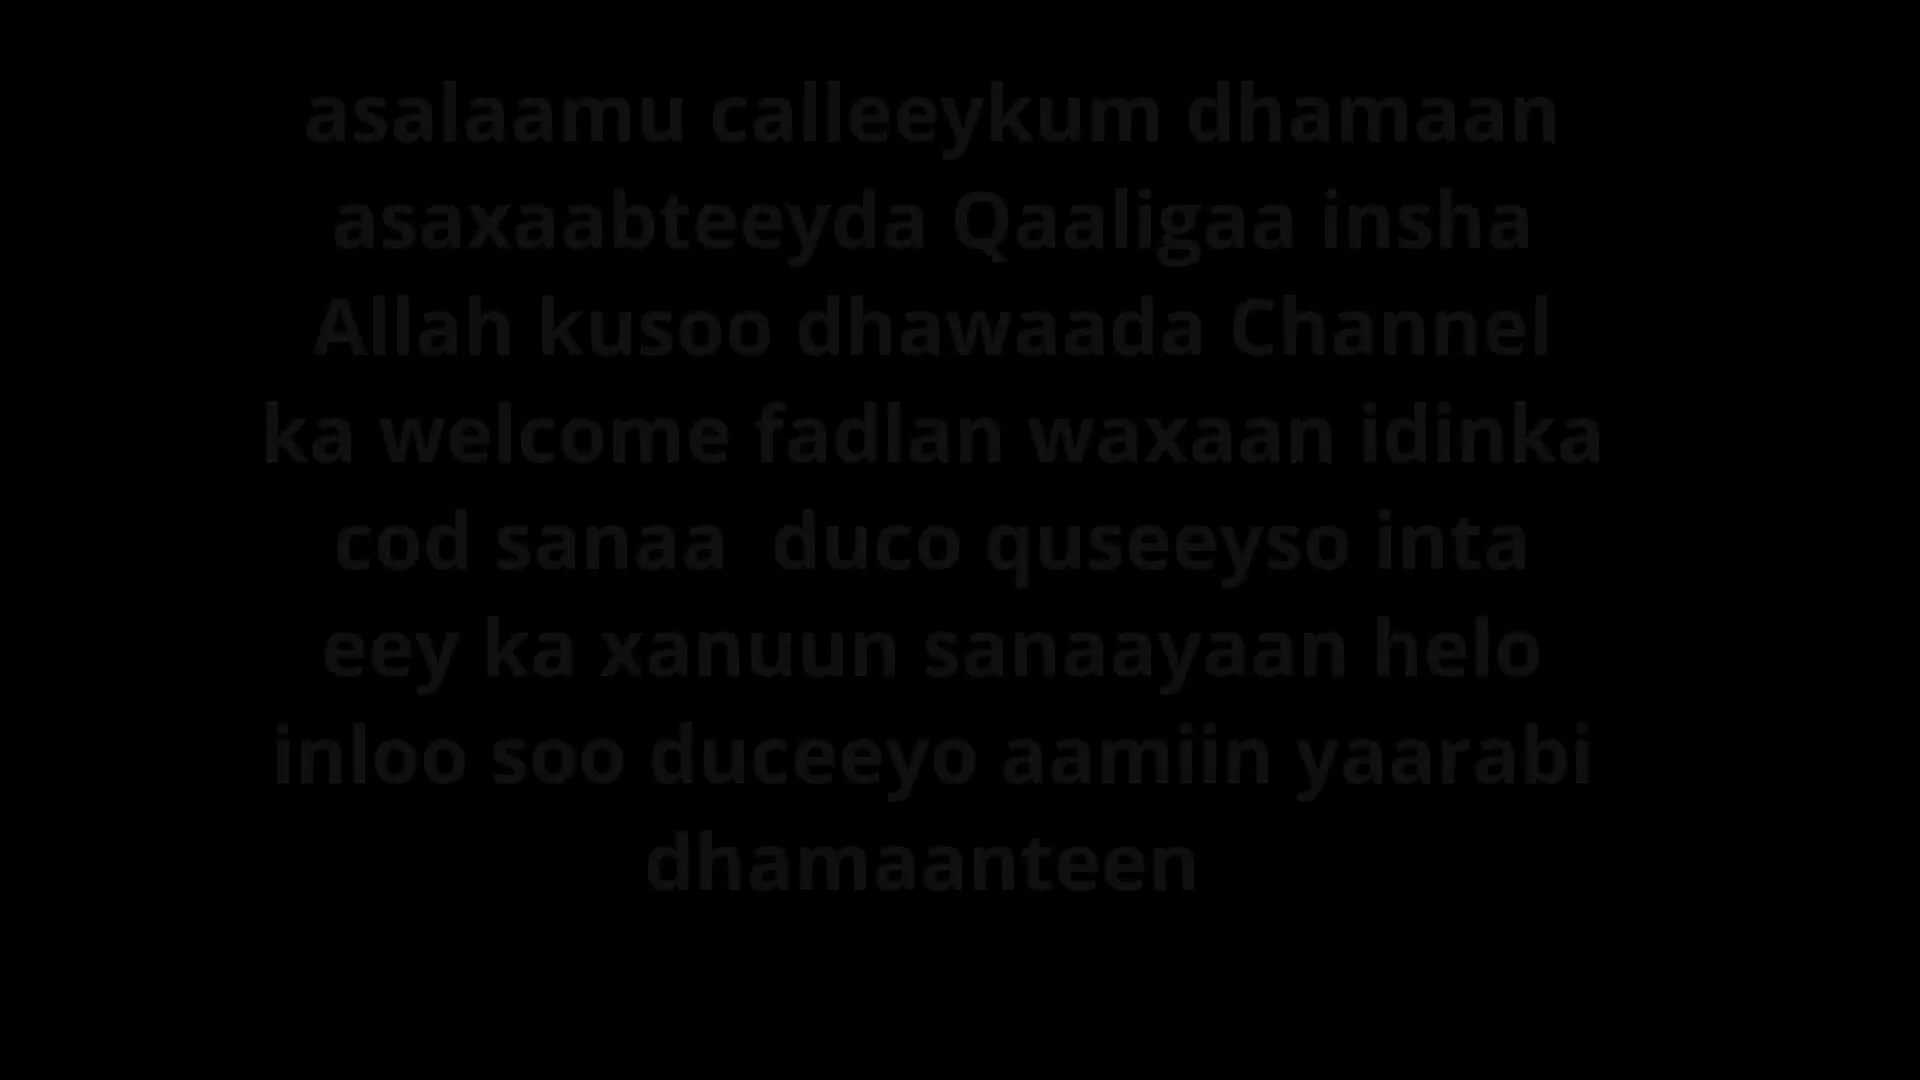 asalaamu calleeykum dhamaan
asaxaabteeyda Qaaligaa insha
Allah kusoo dhawaada Channel
ka welcome fadlan waxaan idinka
cod sanaa  duco quseeyso inta
eey ka xanuun sanaayaan helo
inloo soo duceeyo aamiin yaarabi
dhamaanteen